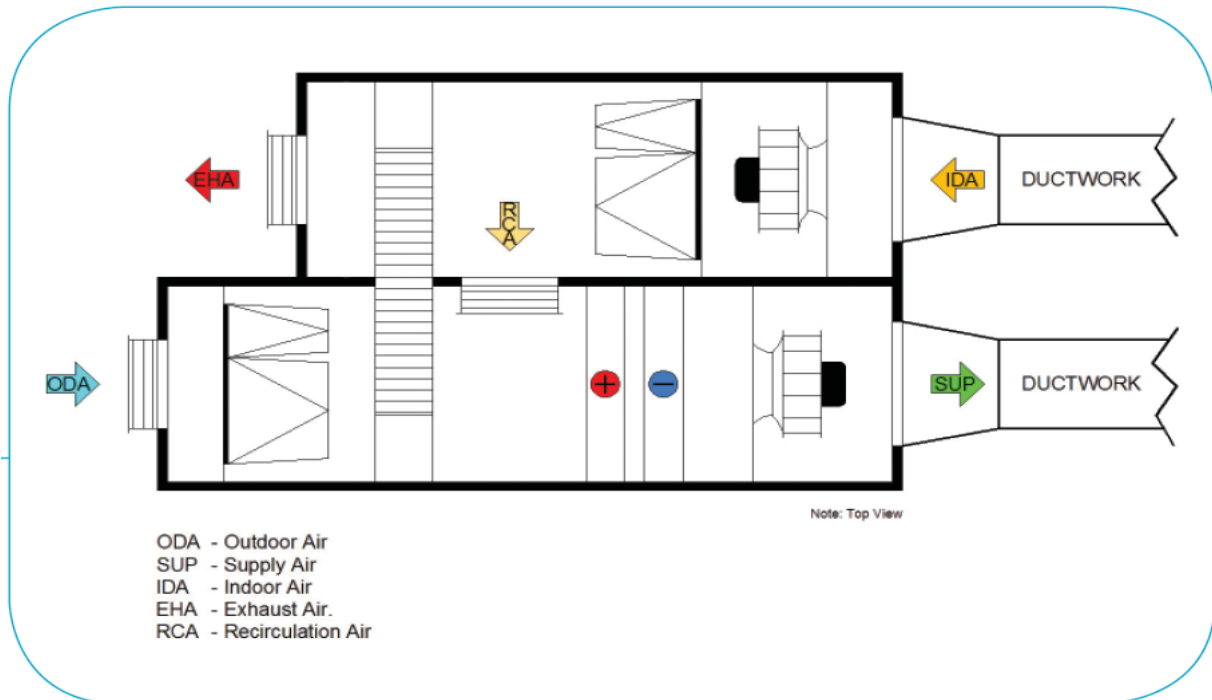 EHA
RCA
IDA
DUCTWORK
ODA
+
−
SUP
DUCTWORK
Note: Top View
ODA - Outdoor Air
SUP - Supply Air
IDA - Indoor Air
EHA - Exhaust Air.
RCA - Recirculation Air